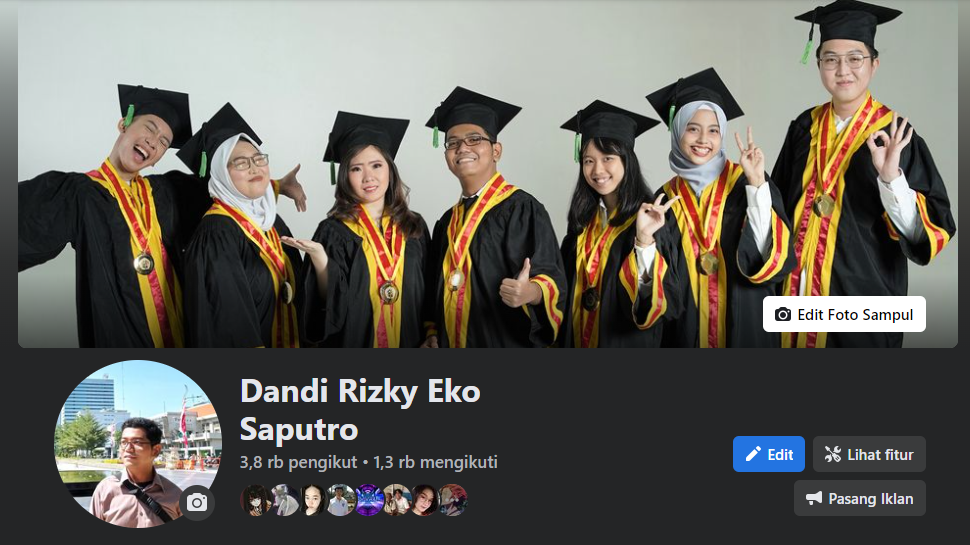 Edit Foto Sampul
Dandi Rizky Eko
Saputro
3,8 rb pengikut • 1,3 rb mengikuti
Edit
Lihat fitur
Pasang Iklan